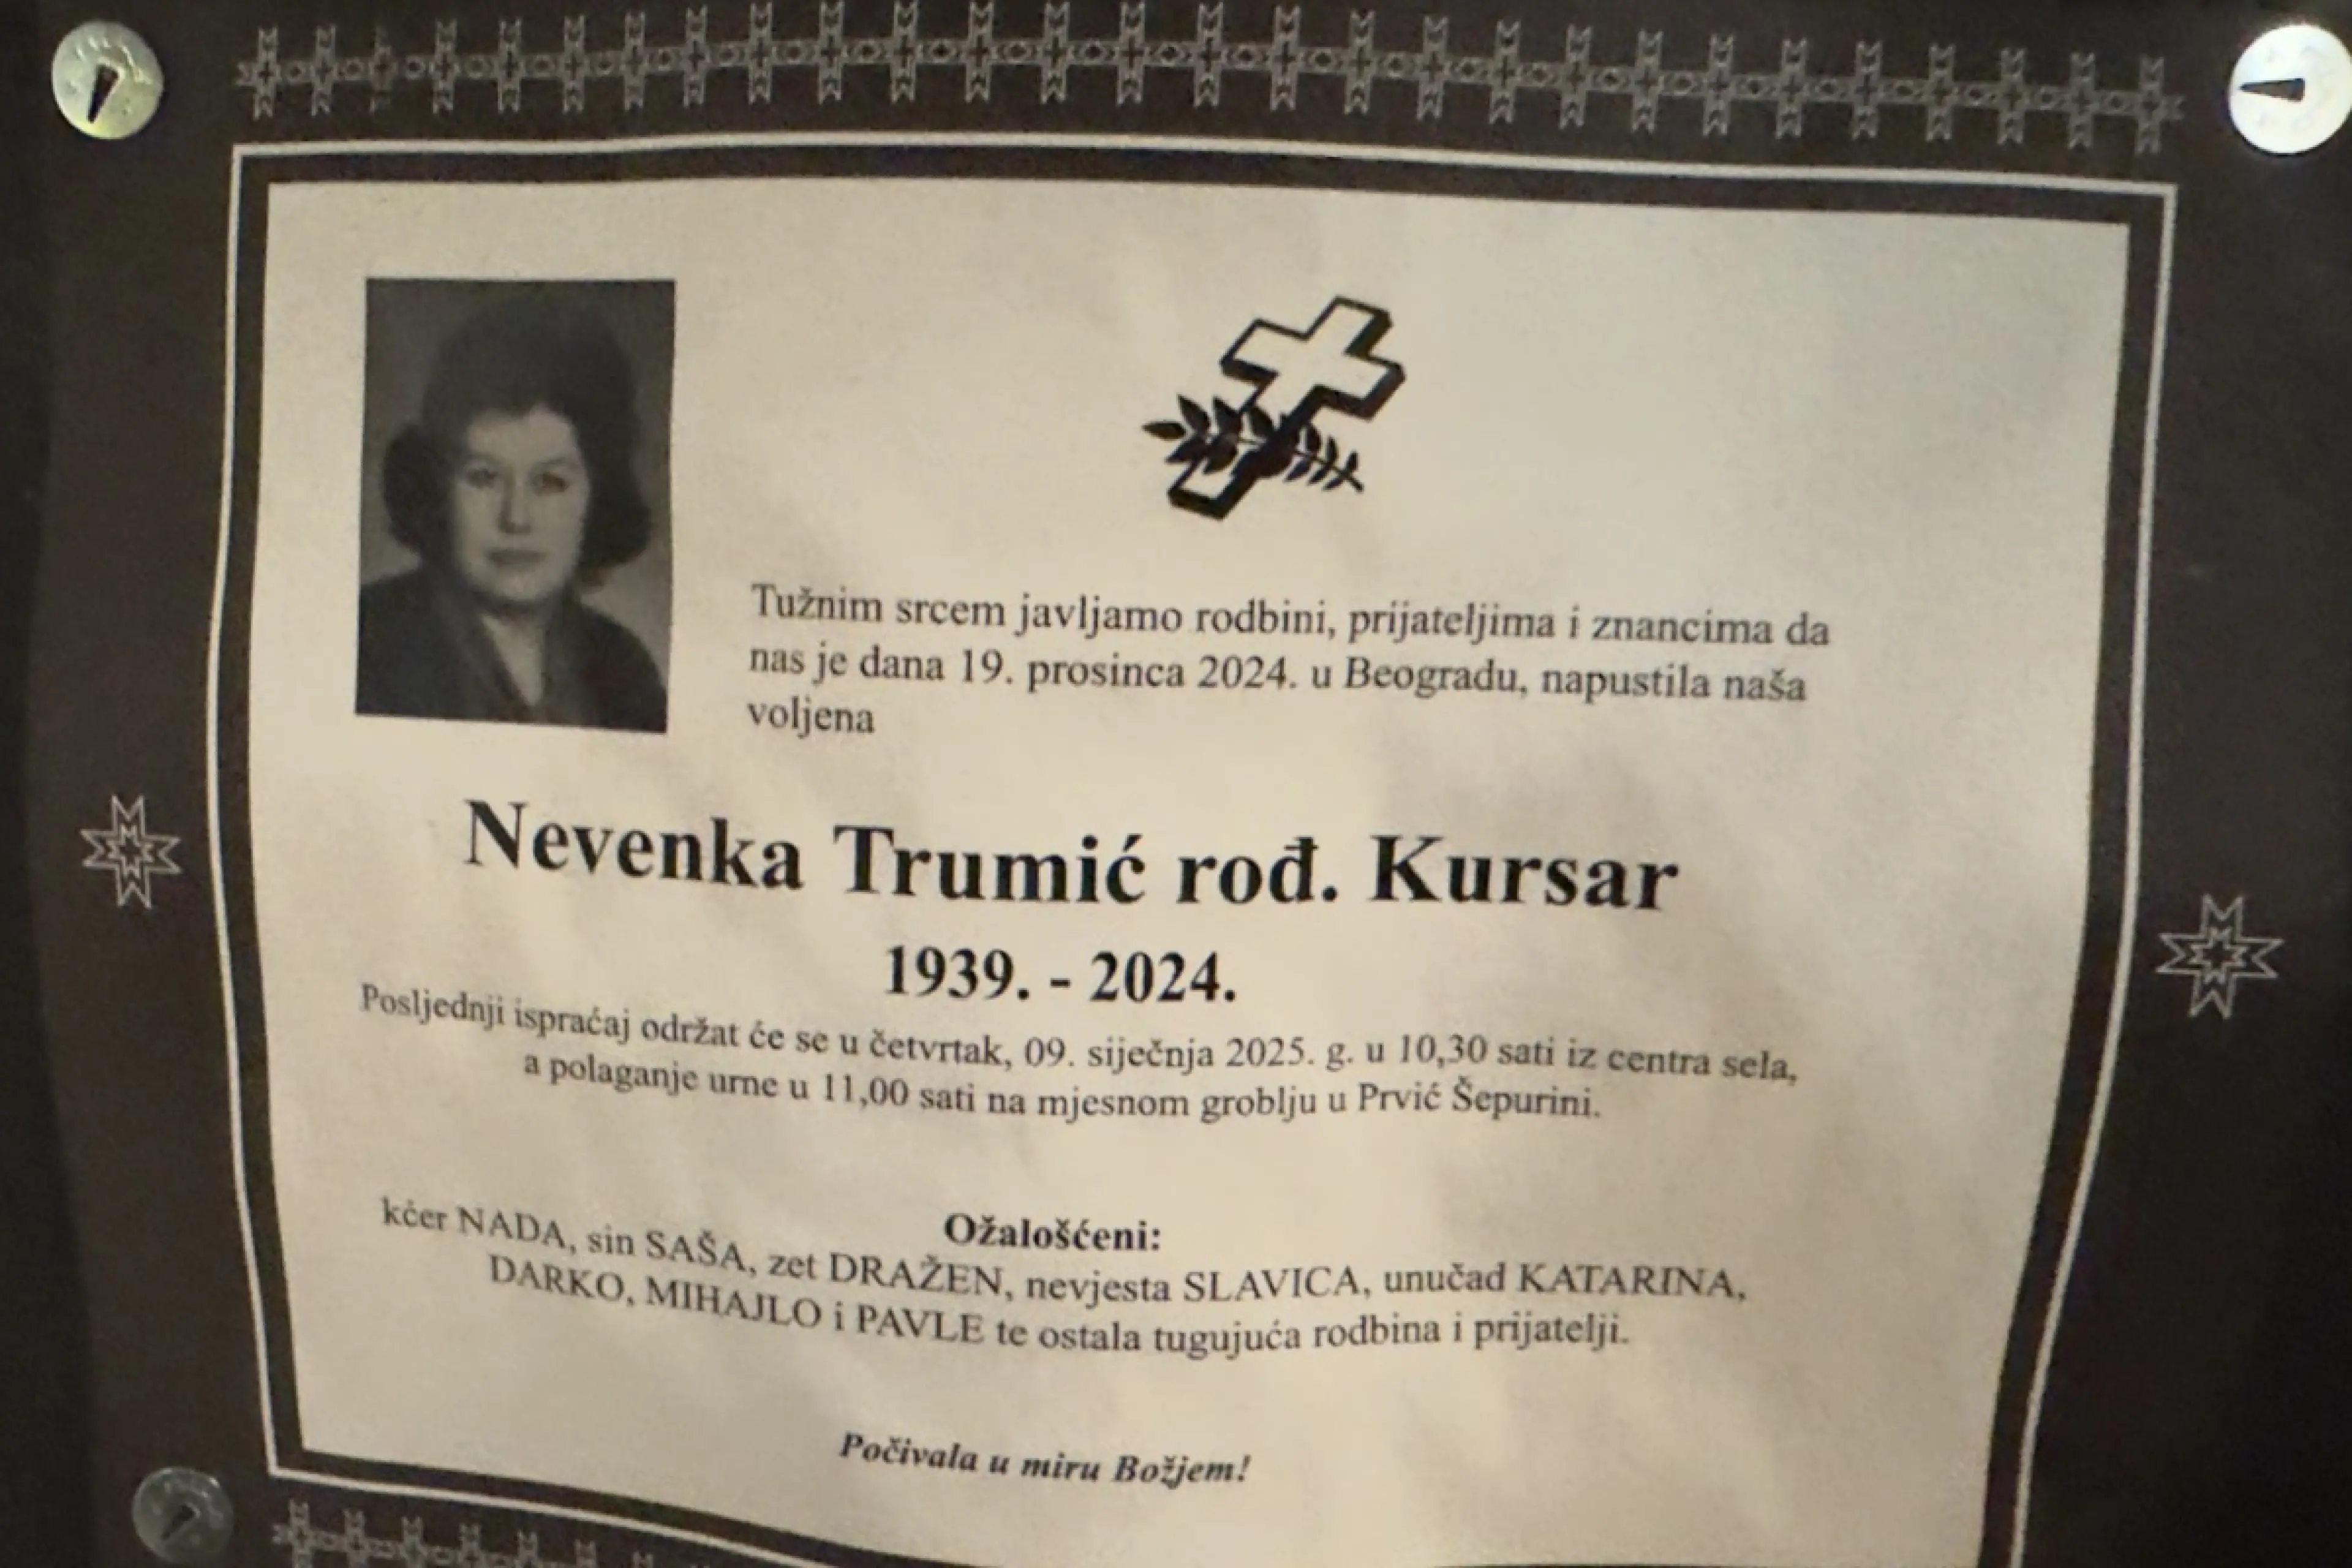 Tužnim srcem javljamo rodbini, prijateljima i znancima da
nas je dana 19. prosinca 2024. u Beogradu, napustila naša
voljena
Nevenka Trumić rođ. Kursar
1939. - 2024.
Posljednji ispraćaj održat će se u četvrtak, 09. siječnja 2025. g. u 10,30 sati iz centra sela,
a polaganje urne u 11,00 sati na mjesnom groblju u Prvić Šepurini.
Ožalošćeni:
kćer NADA, sin SAŠA, zet DRAŽEN, nevjesta SLAVICA, unučad KATARINA,
DARKO, MIHAJLO i PAVLE te ostala tugujuća rodbina i prijatelji.
Počivala u miru Božjem!